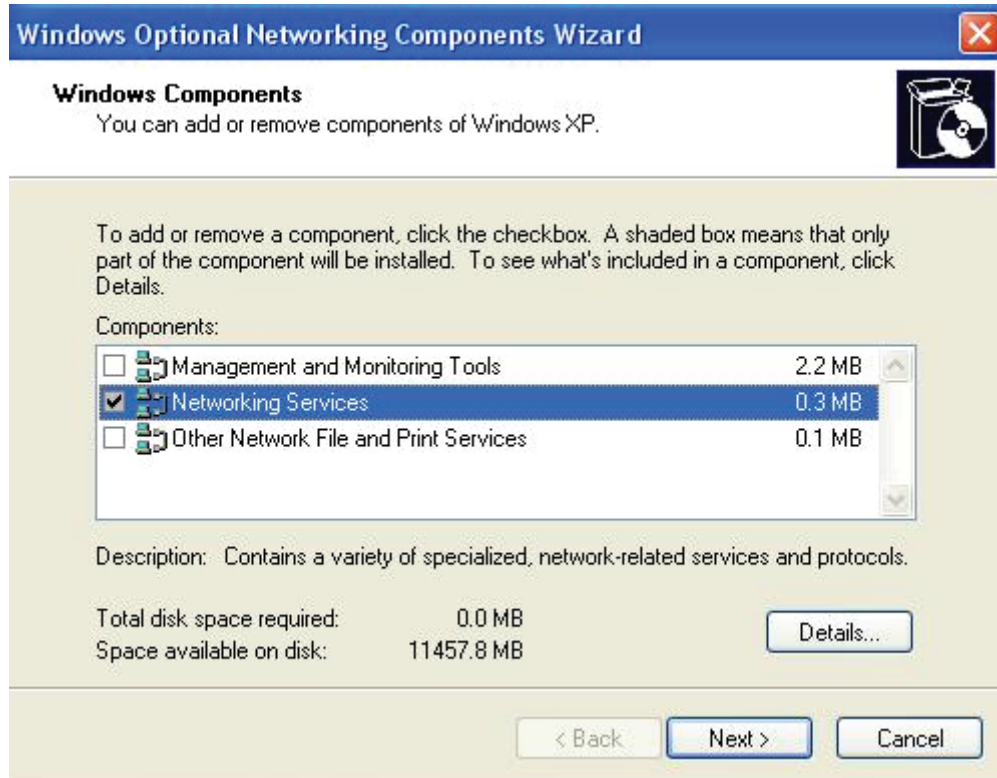 Windows Optional Networking Components Wizard
Windows Components
You can add or remove components of Windows XP.
To add or remove a component, click the checkbox. A shaded box means that only
part of the component will be installed. To see what's included in a component, click
Details.
Components:
Management and Monitoring Tools 2.2 MB
Networking Services 0.3 MB
Other Network File and Print Services 0.1 MB
Description: Contains a variety of specialized, network-related services and protocols.
Total disk space required: 0.0 MB
Space available on disk: 11457.8 MB
Details...
< Back Next > Cancel